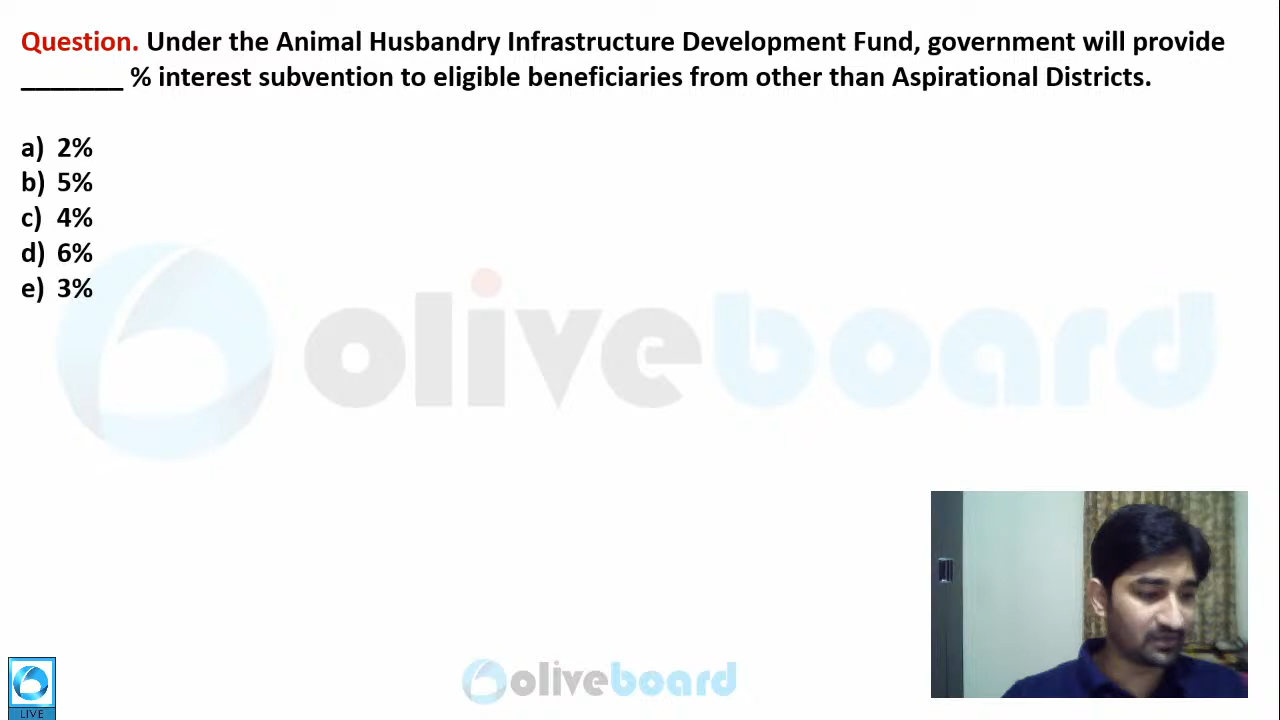 Question. Under the Animal Husbandry Infrastructure Development Fund, government will provide
_______ % interest subvention to eligible beneficiaries from other than Aspirational Districts.
a) 2%
b) 5%
c) 4%
d) 6%
e) 3%
oliveboard
oliveboard
LIVE